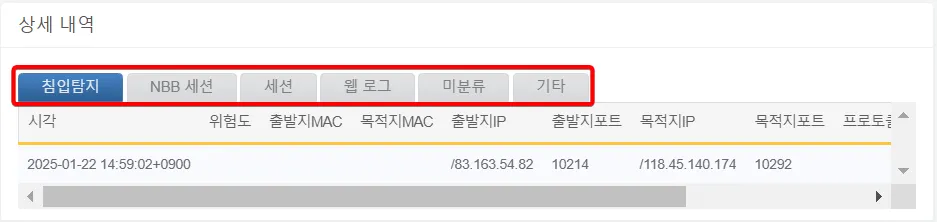 상세 내역
침입탐지 NBB 세션 세션 웹 로그 미분류 기타
시각 위험도 출발지MAC 목적지MAC 출발지IP 출발지포트 목적지IP 목적지포트 프로토콜
2025-01-22 14:59:02+0900 /83.163.54.82 10214 /118.45.140.174 10292